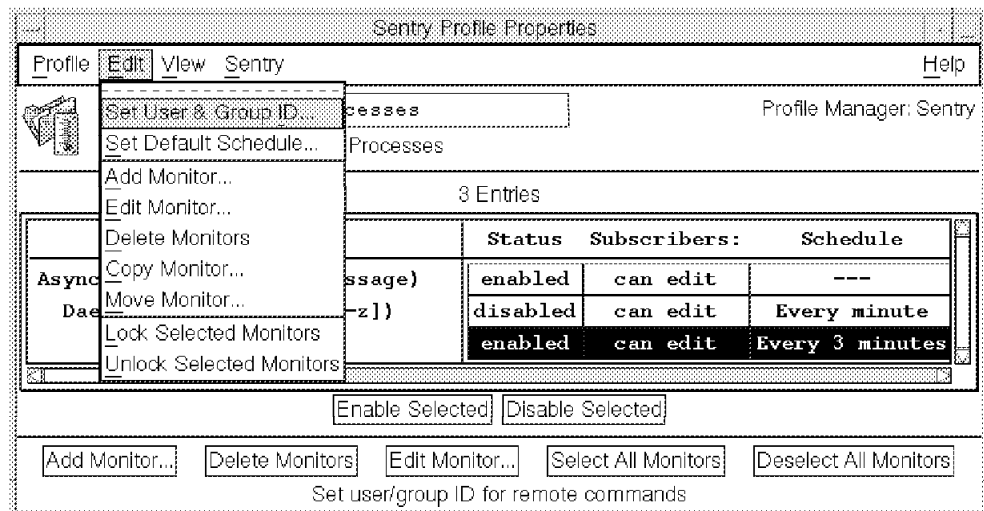 Sentry Profile Properties
Profile Edit View Sentry Help
Set User & Group ID... cesses Profile Manager: Sentry
Set Default Schedule... Processes
Add Monitor...
3 Entries
Edit Monitor...
Delete Monitors Status Subscribers: Schedule
Copy Monitor...
Async ssage) enabled can edit ---
Move Monitor...
Dae -z]) disabled can edit Every minute
Lock Selected Monitors
enabled can edit Every 3 minutes
Unlock Selected Monitors
Enable Selected Disable Selected
Add Monitor... Delete Monitors Edit Monitor... Select All Monitors Deselect All Monitors
Set user/group ID for remote commands